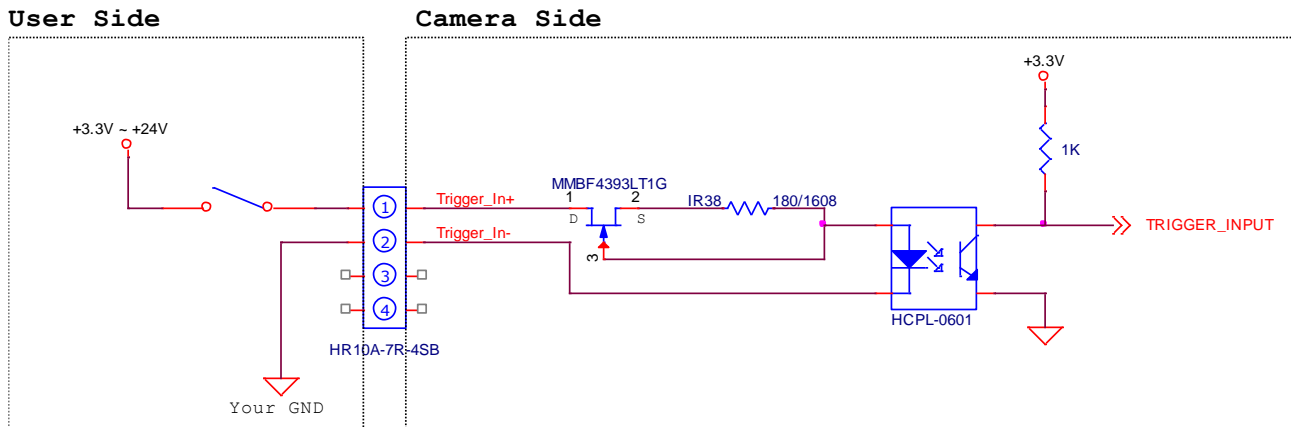 User Side
Camera Side
+3.3V
+3.3V ~ +24V
1K
MMBF4393LT1G
1
2
IR38
180/1608
Trigger_In+
D
S
1
TRIGGER_INPUT
Trigger_In-
2
3
3
4
HCPL-0601
HR10A-7R-4SB
Your GND